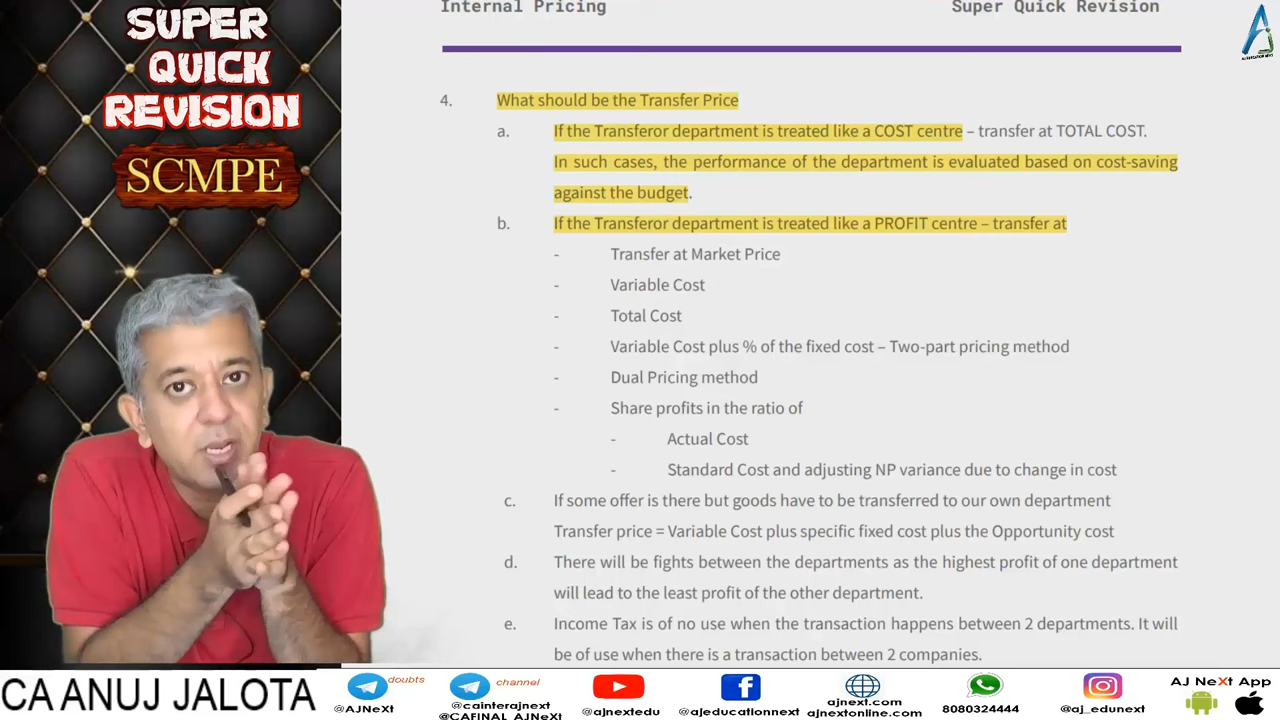 Internal Pricing Super Quick Revision
SUPER
QUICK
REVISION
SCMPE
4. What should be the Transfer Price
a. If the Transferor department is treated like a COST centre – transfer at TOTAL COST.
In such cases, the performance of the department is evaluated based on cost-saving
against the budget.
b. If the Transferor department is treated like a PROFIT centre – transfer at
- Transfer at Market Price
- Variable Cost
- Total Cost
- Variable Cost plus % of the fixed cost – Two-part pricing method
- Dual Pricing method
- Share profits in the ratio of
- Actual Cost
- Standard Cost and adjusting NP variance due to change in cost
c. If some offer is there but goods have to be transferred to our own department
Transfer price = Variable Cost plus specific fixed cost plus the Opportunity cost
d. There will be fights between the departments as the highest profit of one department
will lead to the least profit of the other department.
e. Income Tax is of no use when the transaction happens between 2 departments. It will
be of use when there is a transaction between 2 companies.
CA ANUJ JALOTA
doubts
@AJNeXt
channel
@cainterajnext
@CAFINAL_AJNeXt
@ajnextedu
@ajeducationnext
ajnext.com
ajnextonline.com
8080324444
@aj_edunext
AJ NeXt App